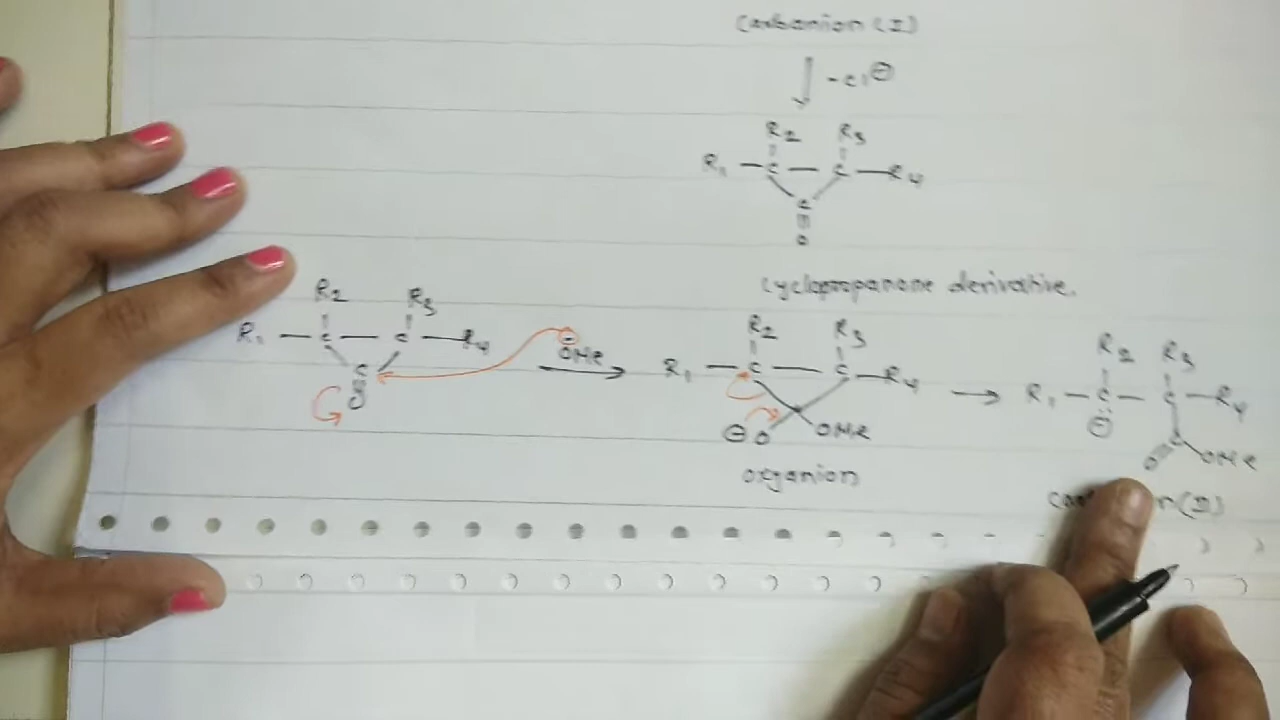 Carbanion (I)
-Cl⊖
R2 R3
R1 — C — C — R4
C
O
Cyclopropanone derivative.
R2 R3
R1 — C — C — R4
C
O
⊖OMe
R2 R3
R1 — C — C — R4
⊖O OMe
organion
R2 R3
R1 — C — C — R4
⊖
C
O OMe